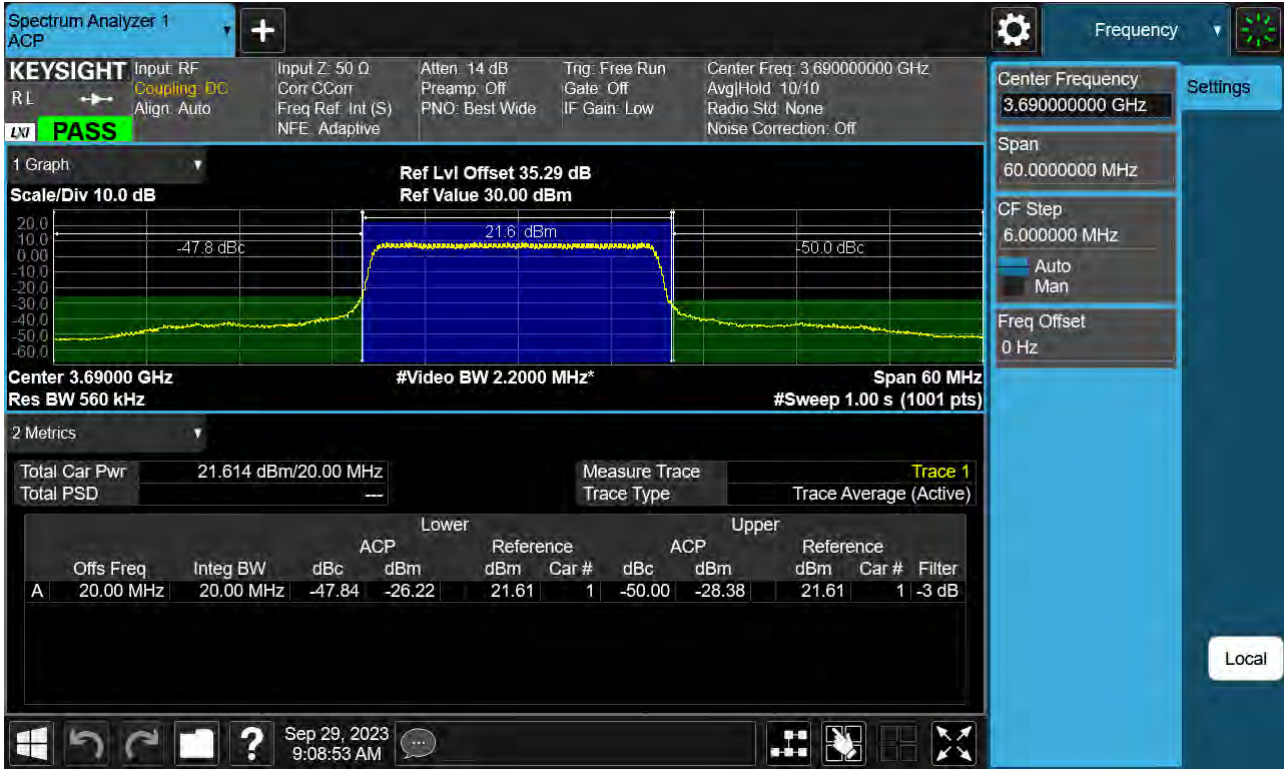 Spectrum Analyzer 1
ACP
+
Frequency
KEYSIGHT
R L
LXI PASS
Input: RF
Coupling: DC
Align: Auto
Input Z: 50 Ω
Corr CCorr
Freq Ref: Int (S)
NFE: Adaptive
Atten: 14 dB
Preamp: Off
PNO: Best Wide
Trig: Free Run
Gate: Off
IF Gain: Low
Center Freq: 3.690000000 GHz
Avg|Hold: 10/10
Radio Std: None
Noise Correction: Off
1 Graph
Scale/Div 10.0 dB
Ref Lvl Offset 35.29 dB
Ref Value 30.00 dBm
20.0
10.0
0.00
-10.0
-20.0
-30.0
-40.0
-50.0
-60.0
-47.8 dBc
21.6 dBm
-50.0 dBc
Center 3.69000 GHz #Video BW 2.2000 MHz* Span 60 MHz
Res BW 560 kHz #Sweep 1.00 s (1001 pts)
2 Metrics
Total Car Pwr 21.614 dBm/20.00 MHz
Total PSD ---
Measure Trace Trace 1
Trace Type Trace Average (Active)
Lower Upper
ACP Reference ACP Reference
Offs Freq Integ BW dBc dBm dBm Car # dBc dBm dBm Car # Filter
A 20.00 MHz 20.00 MHz -47.84 -26.22 21.61 1 -50.00 -28.38 21.61 1 -3 dB
?
Sep 29, 2023
9:08:53 AM
Center Frequency
3.690000000 GHz
Span
60.0000000 MHz
CF Step
6.000000 MHz
Auto
Man
Freq Offset
0 Hz
Settings
Local